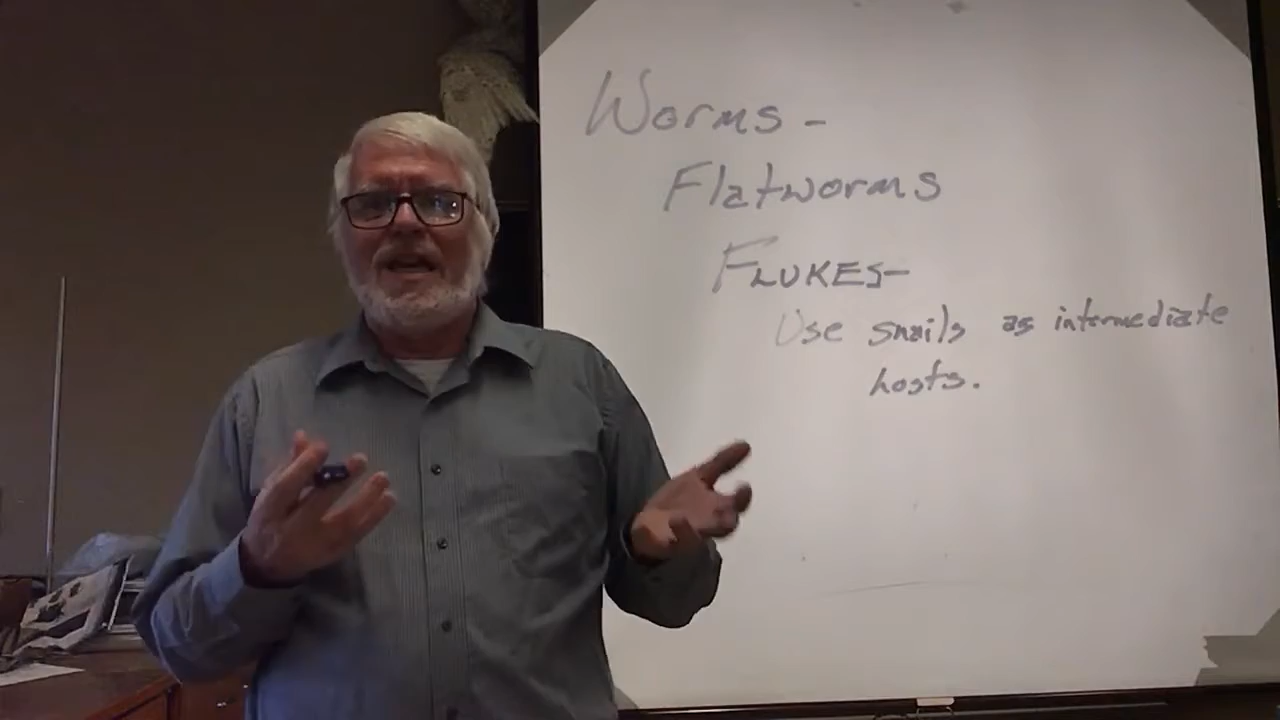 Worms -
Flatworms
FLUKES-
Use snails as intermediate
hosts.